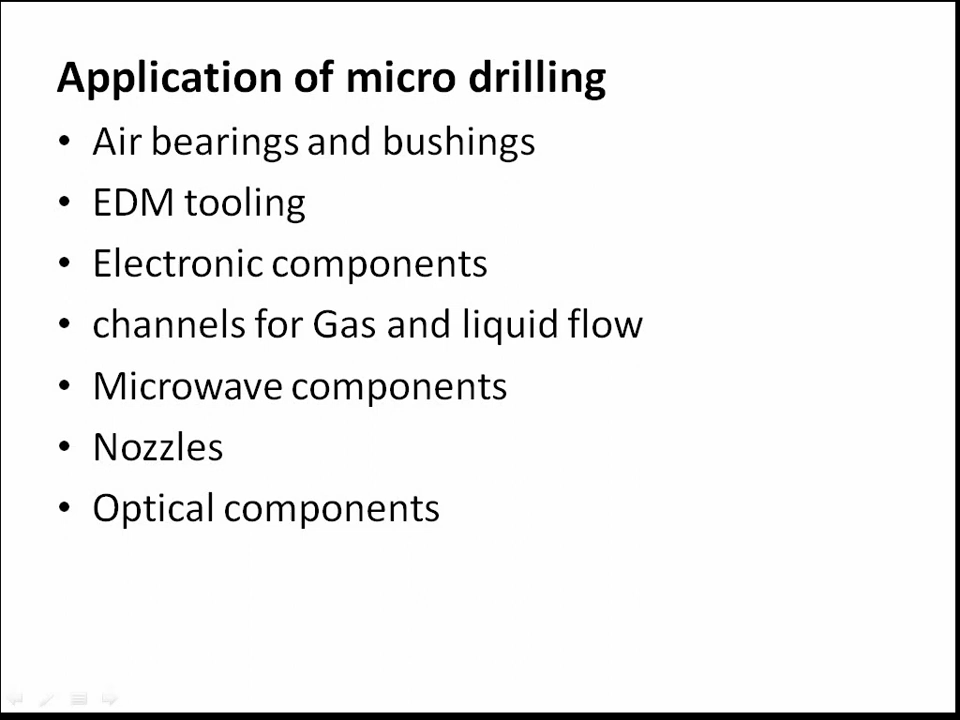 Application of micro drilling
• Air bearings and bushings
• EDM tooling
• Electronic components
• channels for Gas and liquid flow
• Microwave components
• Nozzles
• Optical components